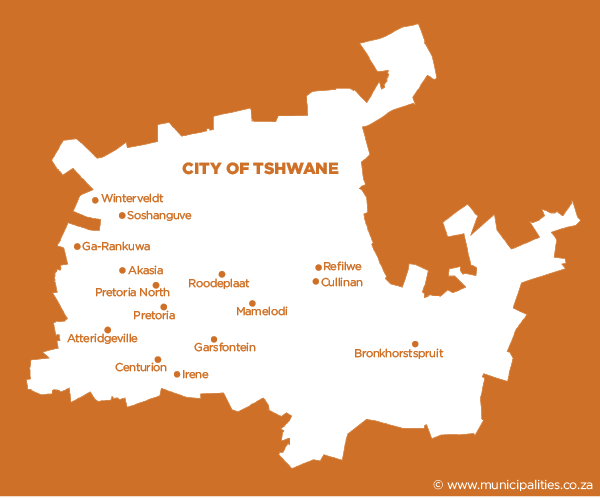 CITY OF TSHWANE
Winterveldt
Soshanguve
Ga-Rankuwa
Akasia
Refilwe
Roodeplaat
Cullinan
Pretoria North
Pretoria
Mamelodi
Atteridgeville
Garsfontein
Bronkhorstspruit
Centurion
Irene
© www.municipalities.co.za